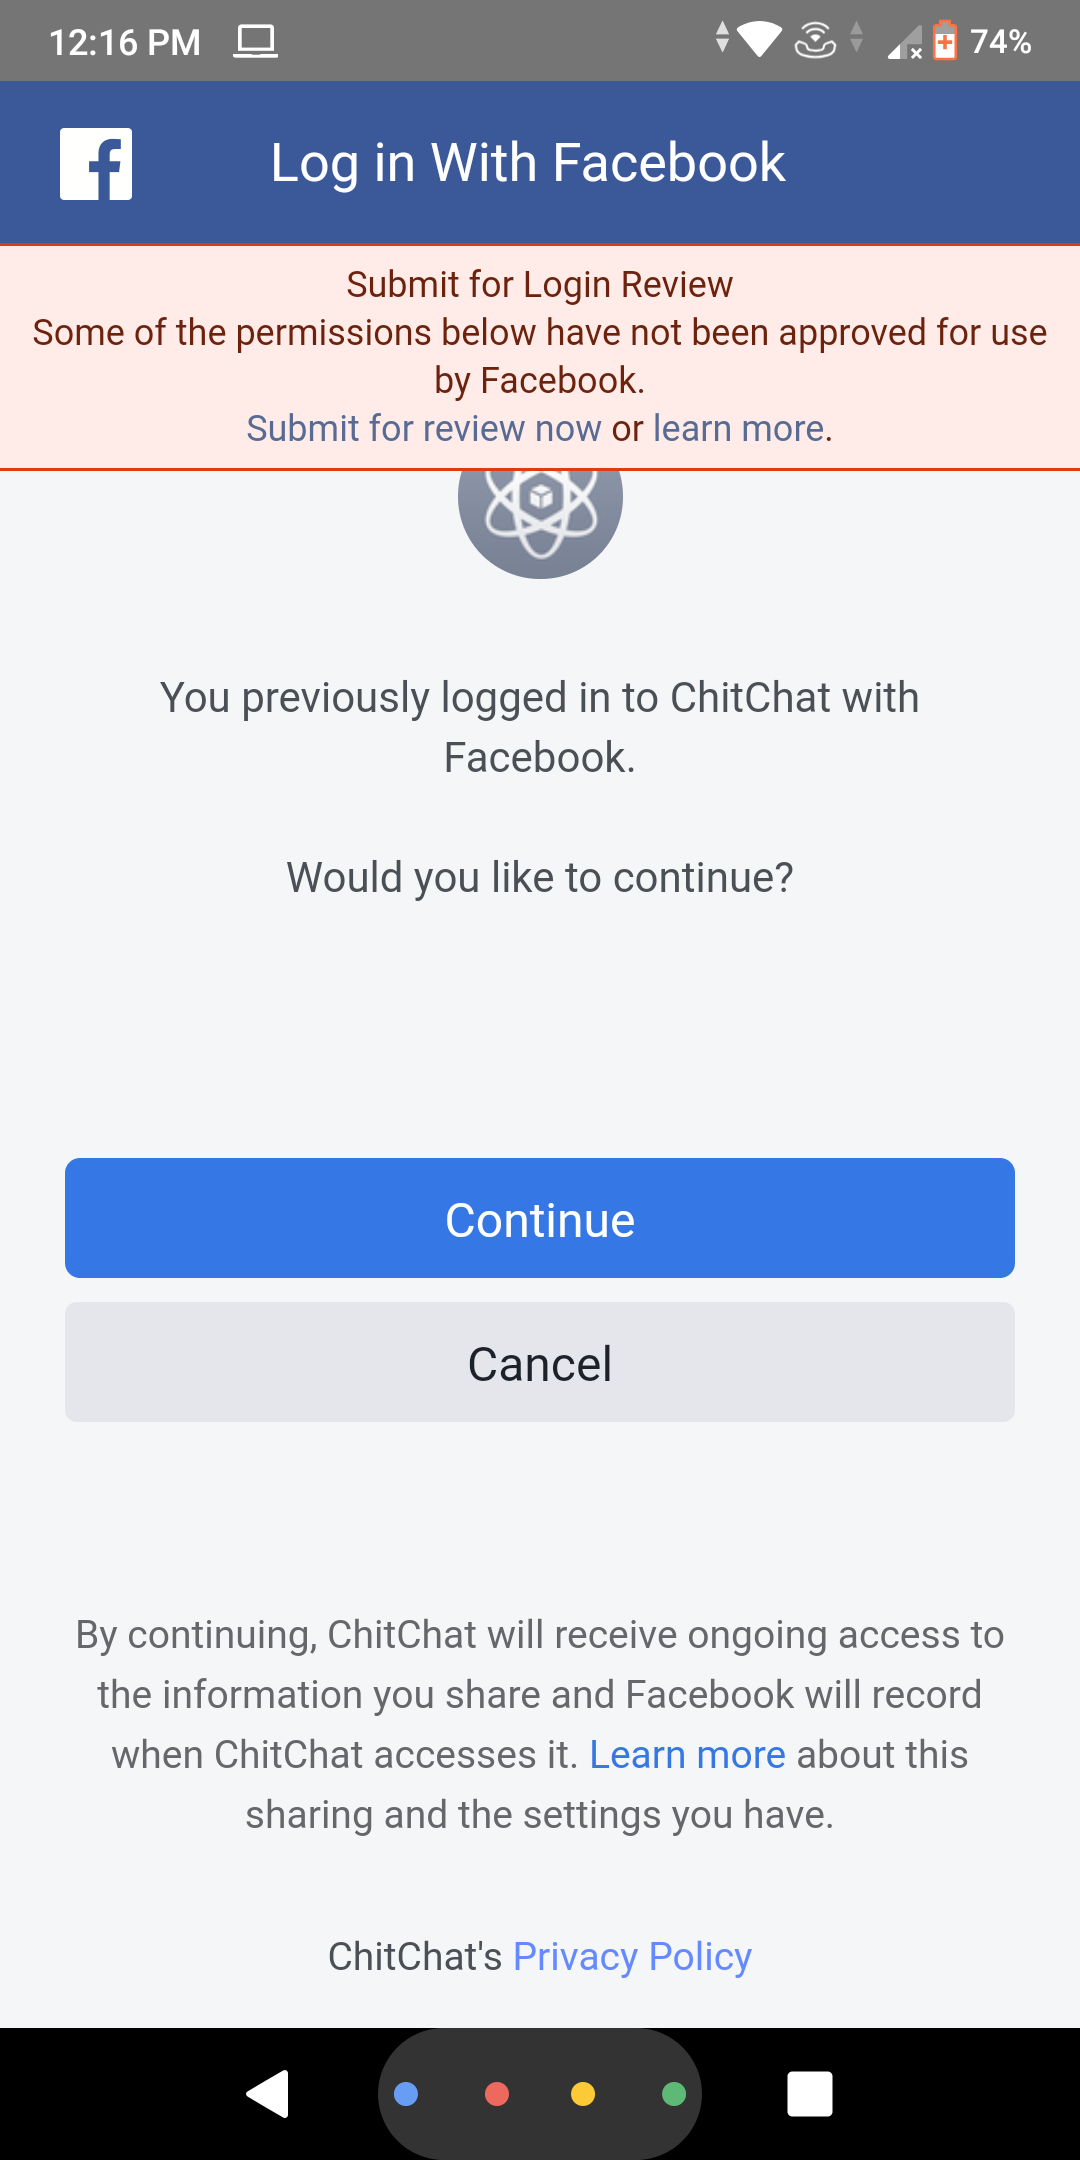 12:16 PM
74%
Log in With Facebook
Submit for Login Review
Some of the permissions below have not been approved for use
by Facebook.
Submit for review now or learn more.
You previously logged in to ChitChat with
Facebook.
Would you like to continue?
Continue
Cancel
By continuing, ChitChat will receive ongoing access to
the information you share and Facebook will record
when ChitChat accesses it. Learn more about this
sharing and the settings you have.
ChitChat's Privacy Policy